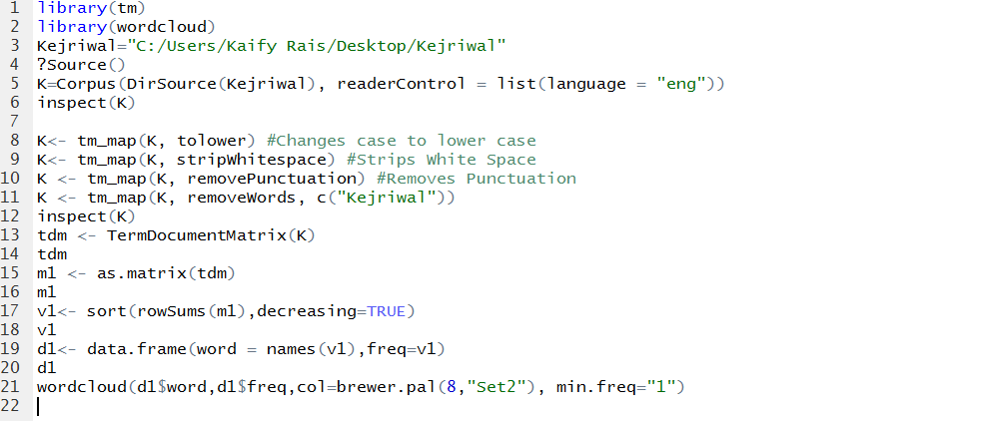 1 library(tm)
2 library(wordcloud)
3 Kejriwal="C:/Users/Kaify Rais/Desktop/Kejriwal"
4 ?Source()
5 K=Corpus(DirSource(Kejriwal), readerControl = list(language = "eng"))
6 inspect(K)
7
8 K<- tm_map(K, tolower) #Changes case to lower case
9 K<- tm_map(K, stripWhitespace) #Strips White Space
10 K <- tm_map(K, removePunctuation) #Removes Punctuation
11 K <- tm_map(K, removeWords, c("Kejriwal"))
12 inspect(K)
13 tdm <- TermDocumentMatrix(K)
14 tdm
15 m1 <- as.matrix(tdm)
16 m1
17 v1<- sort(rowSums(m1),decreasing=TRUE)
18 v1
19 d1<- data.frame(word = names(v1),freq=v1)
20 d1
21 wordcloud(d1$word,d1$freq,col=brewer.pal(8,"Set2"), min.freq="1")
22